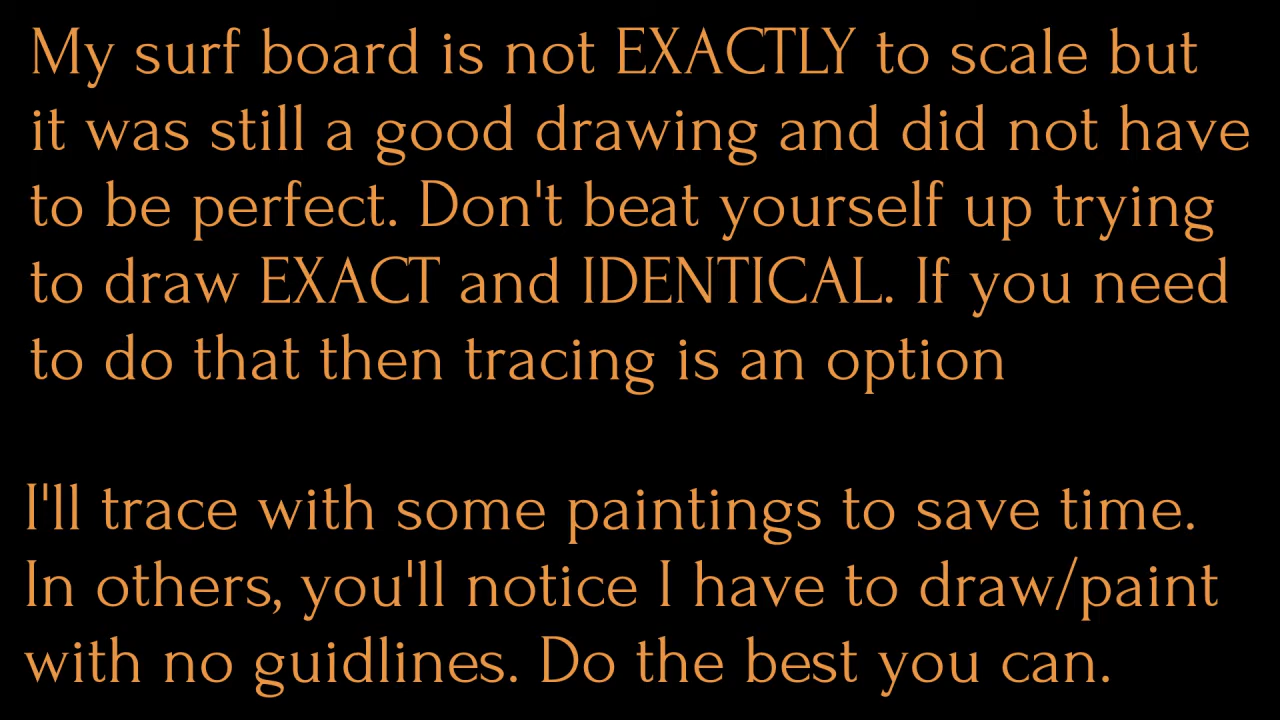 My surf board is not EXACTLY to scale but
it was still a good drawing and did not have
to be perfect. Don't beat yourself up trying
to draw EXACT and IDENTICAL. If you need
to do that then tracing is an option
I'll trace with some paintings to save time.
In others, you'll notice I have to draw/paint
with no guidlines. Do the best you can.